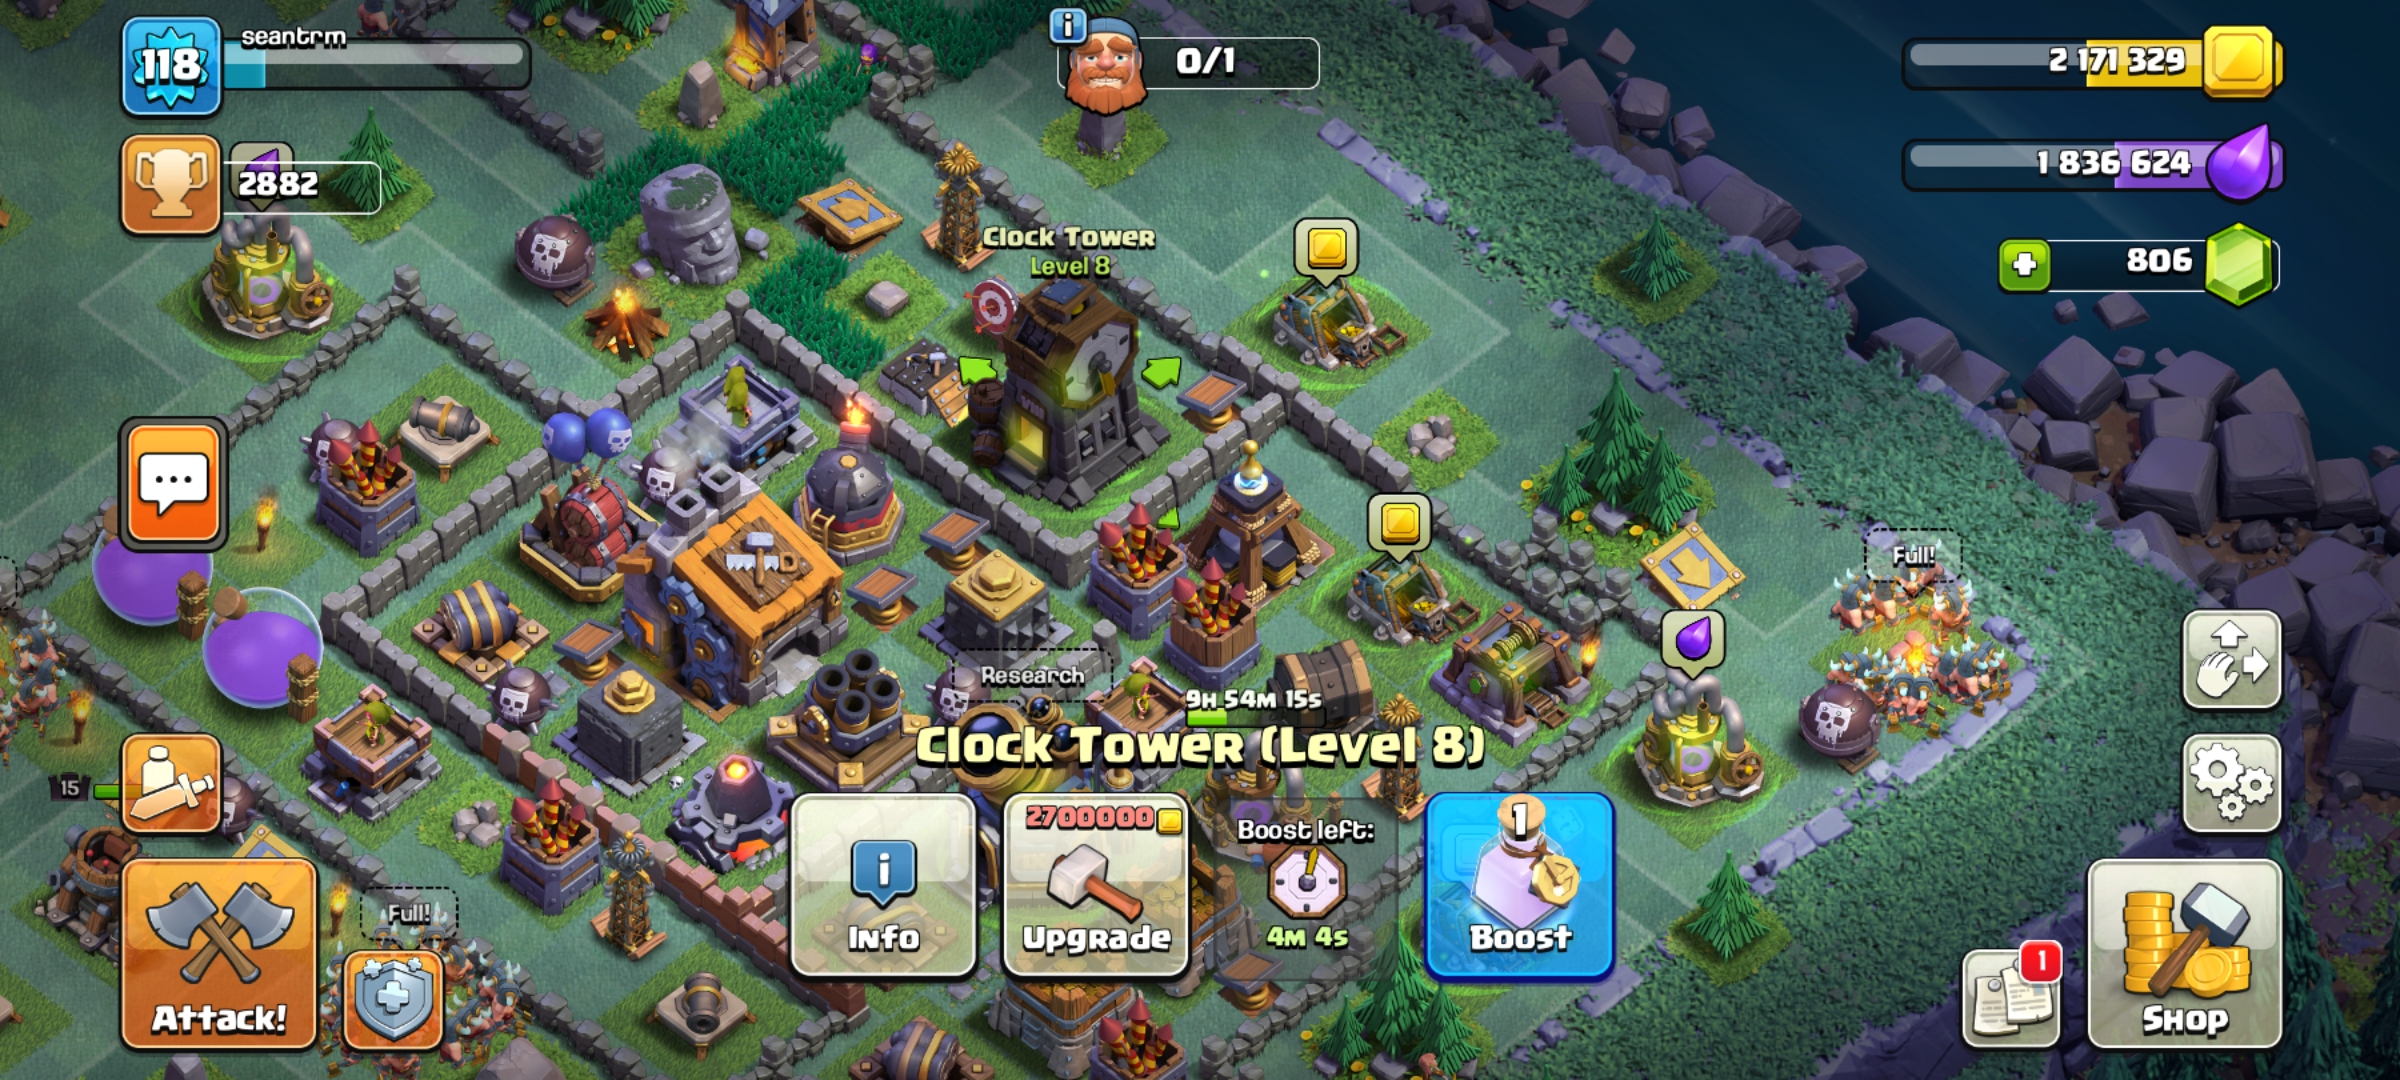 118
seantrm
0/1
2 171 329
2882
1 836 624
806
Clock Tower
Level 8
Full!
Research
9H 54M 15s
Clock Tower (Level 8)
15
2700000
1
Boost left:
Full!
Info
Upgrade
4M 4s
Boost
1
Attack!
Shop